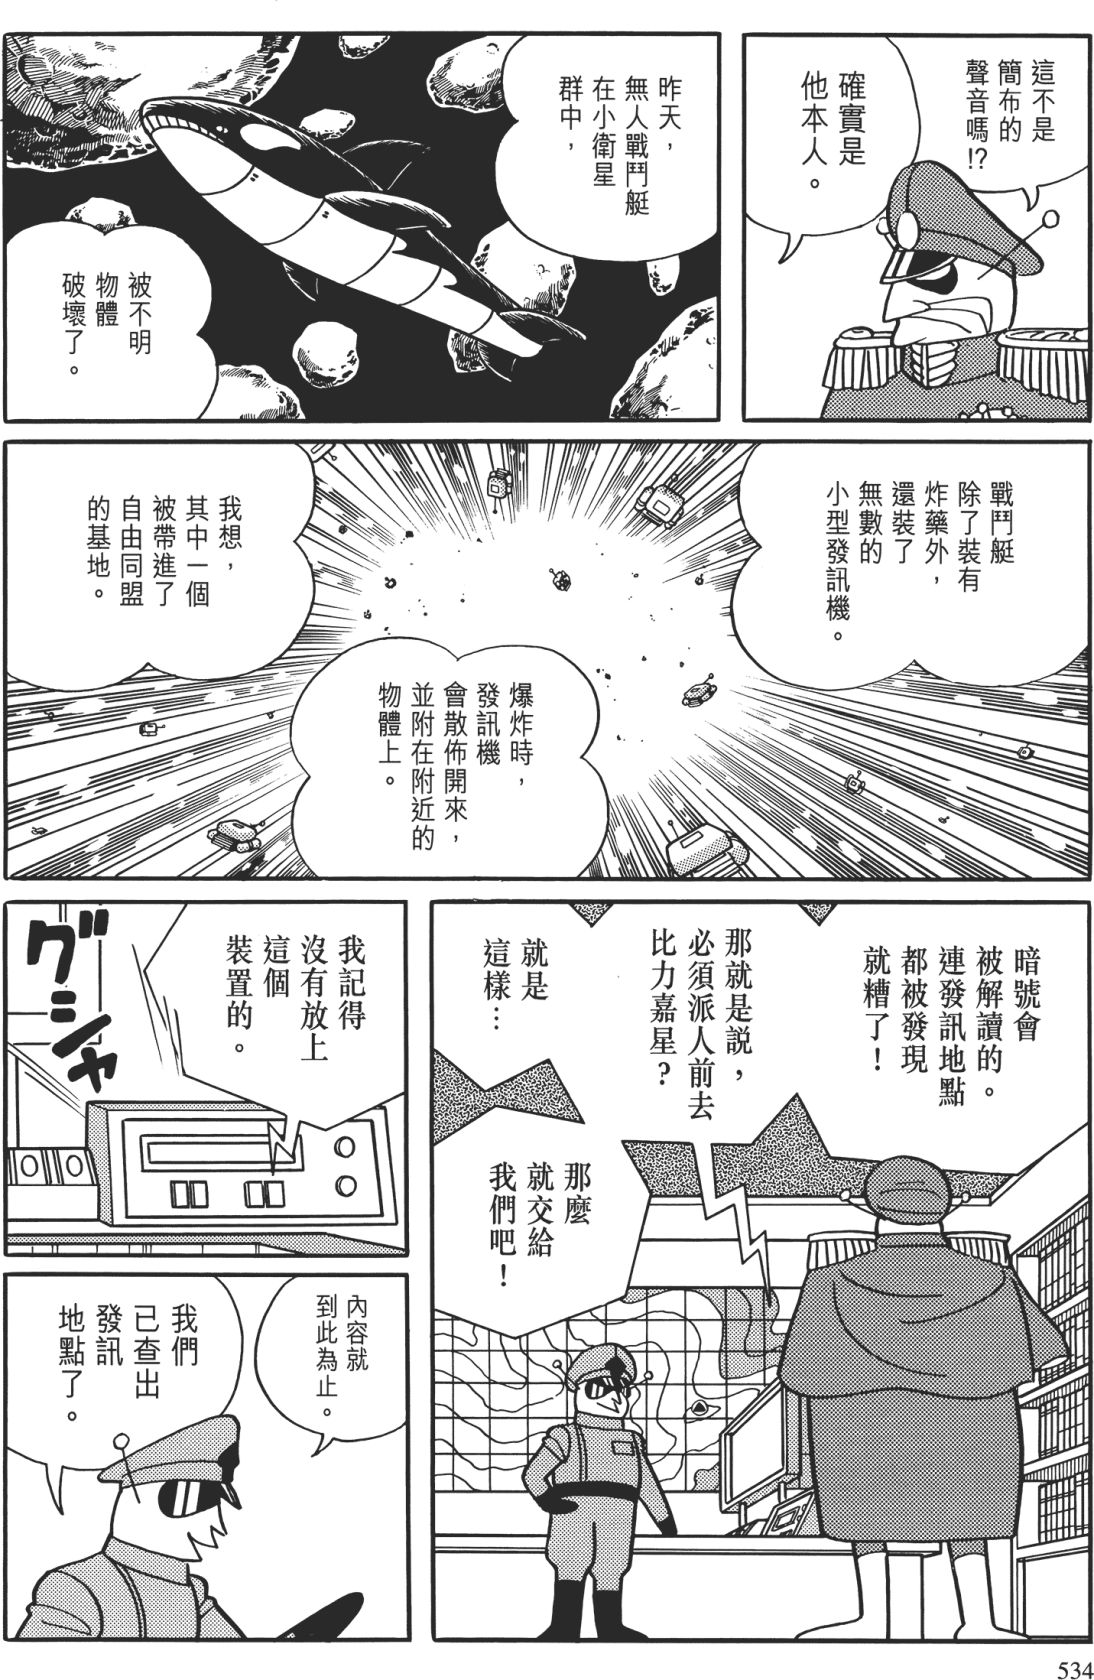 這不是
簡布的
聲音嗎!?
確實是
他本人。
昨天,
無人戰鬥艇
在小衛星
群中,
被不明
物體
破壞了。
戰鬥艇
除了裝有
炸藥外,
還裝了
無數的
小型發訊機。
爆炸時,
發訊機
會散佈開來,
並附在附近的
物體上。
我想,
其中一個
被帶進了
自由同盟
的基地。
暗號會
被解讀的。
連發訊地點
都被發現
就糟了!
那就是說,
必須派人前去
比力嘉星?
就是
這樣…
那麼
就交給
我們吧!
我記得
沒有放上
這個
裝置的。
グシャ
內容就
到此為止。
我們
已查出
發訊
地點了。
534